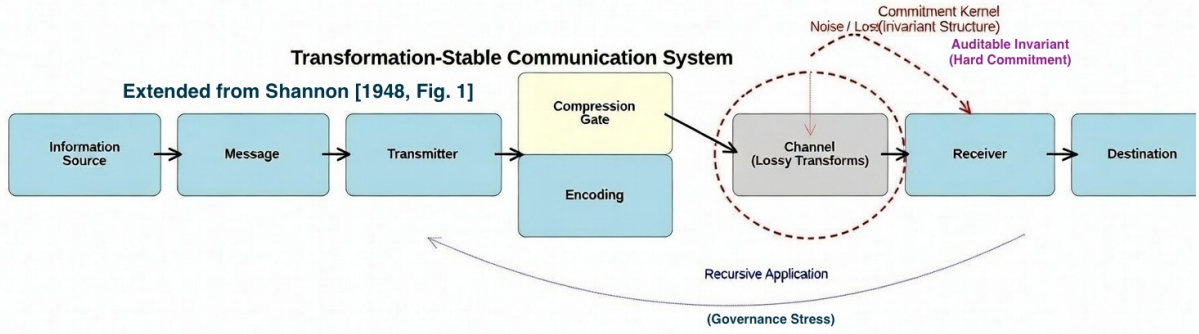 Commitment Kernel
Noise / Loss(Invariant Structure)
Auditable Invariant
(Hard Commitment)
Transformation-Stable Communication System
Extended from Shannon [1948, Fig. 1]
Information
Source
Message
Transmitter
Compression
Gate
Encoding
Channel
(Lossy Transforms)
Receiver
Destination
Recursive Application
(Governance Stress)